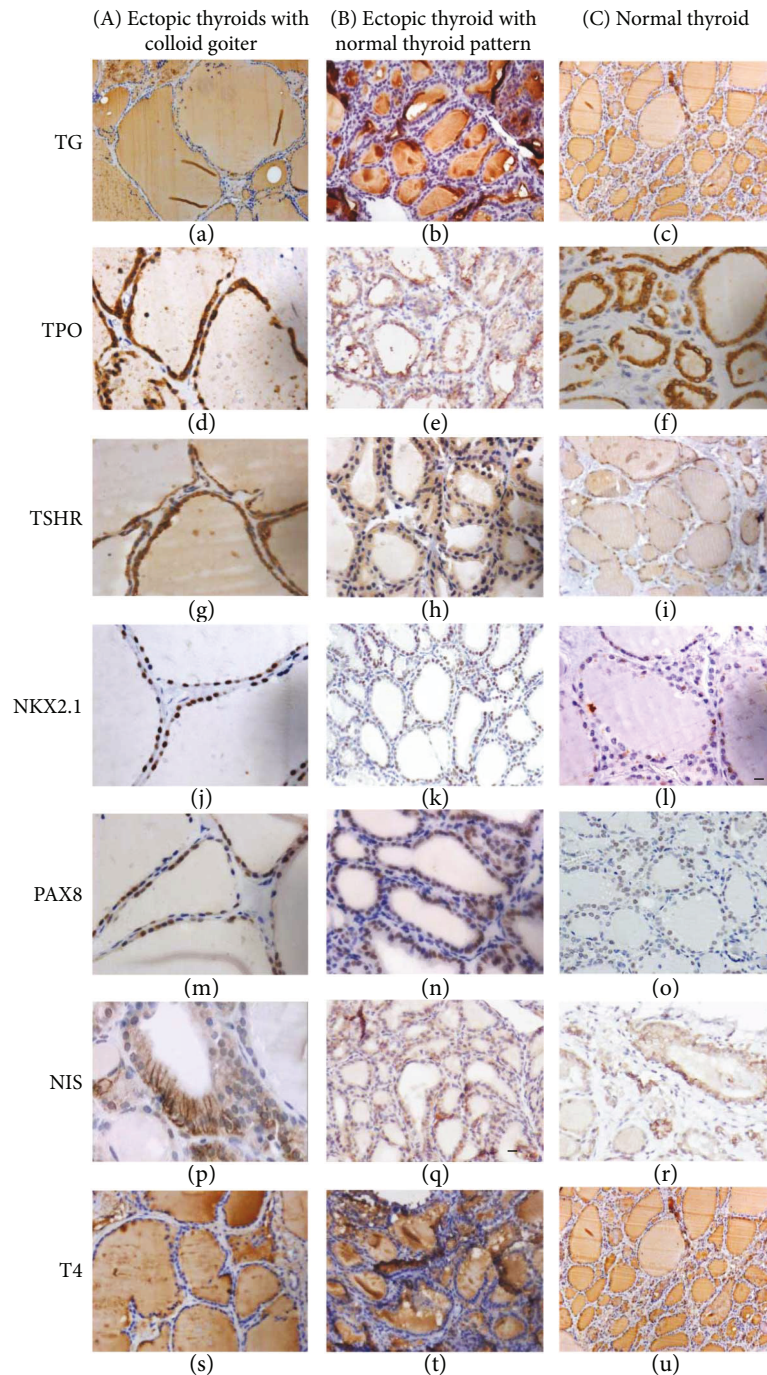 (A) Ectopic thyroids with
colloid goiter
(B) Ectopic thyroid with
normal thyroid pattern
(C) Normal thyroid
TG
(a)
(b)
(c)
TPO
(d)
(e)
(f)
TSHR
(g)
(h)
(i)
NKX2.1
(j)
(k)
(l)
PAX8
(m)
(n)
(o)
NIS
(p)
(q)
(r)
T4
(s)
(t)
(u)